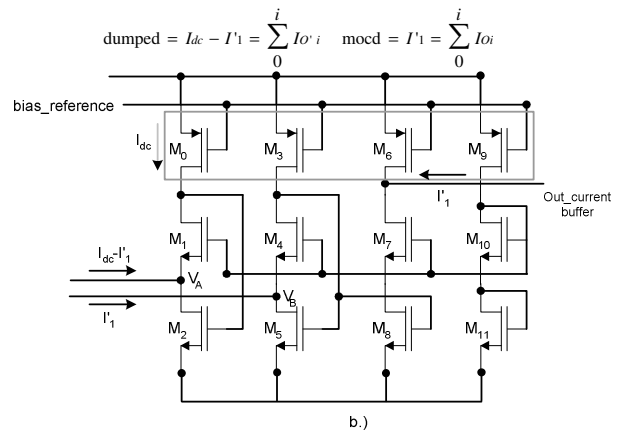 i i
dumped = Idc − I'1 = ∑ Io' i mocd = I'1 = ∑ Ioi
0 0
bias_reference
Idc
M0 M3 M6 M9
I'1
Out_current
buffer
M1 M4 M7 M10
Idc-I'1
VA
VB
I'1
M2 M5 M8 M11
b.)